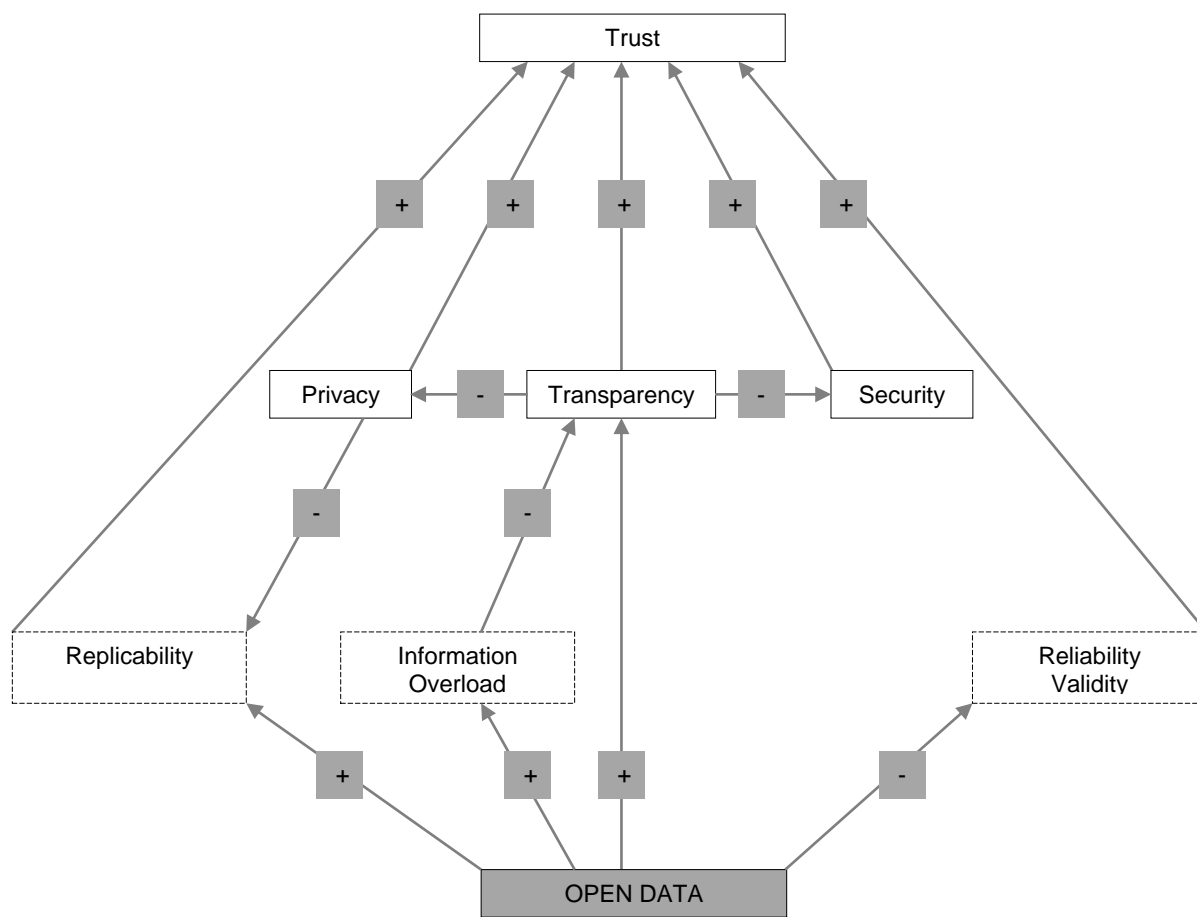 Trust
+ + + + +
Privacy - Transparency - Security
- -
Replicability Information Reliability
Overload Validity
+ + + -
OPEN DATA